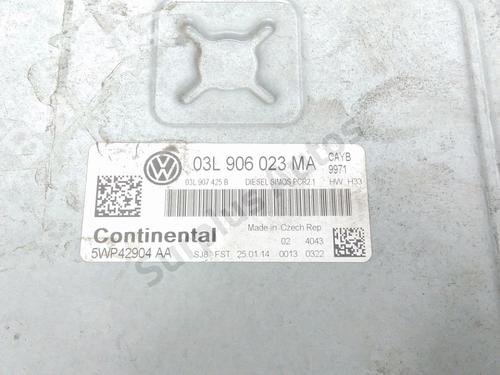 03L 906 023 MA CAYB
9971
03L 907 425 B DIESEL SIMOS PCR2.1 HW H33
Continental Made in Czech Rep
02 4043
5WP42904 AA SJ8 FST 25.01.14 0013 0322